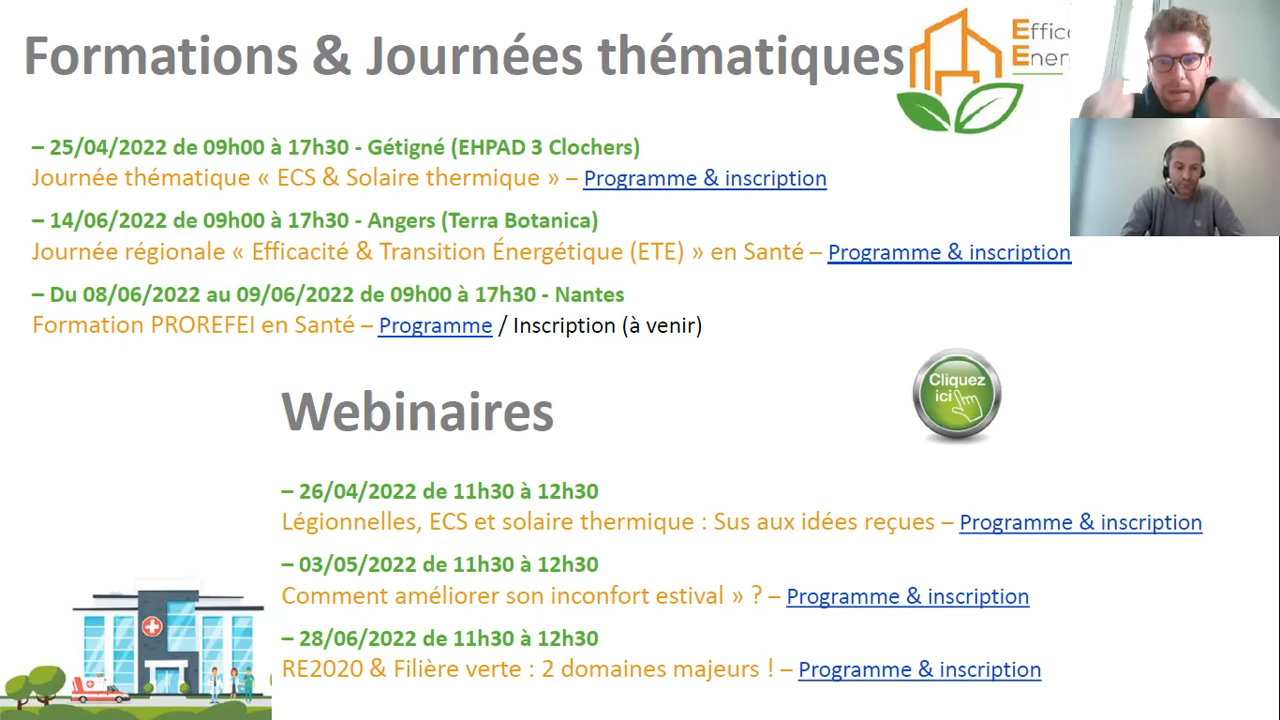 Formations & Journées thématiques
– 25/04/2022 de 09h00 à 17h30 - Gétigné (EHPAD 3 Clochers)
Journée thématique « ECS & Solaire thermique » – Programme & inscription
– 14/06/2022 de 09h00 à 17h30 - Angers (Terra Botanica)
Journée régionale « Efficacité & Transition Énergétique (ETE) » en Santé – Programme & inscription
– Du 08/06/2022 au 09/06/2022 de 09h00 à 17h30 - Nantes
Formation PROREFEI en Santé – Programme / Inscription (à venir)
Cliquez
ici
Webinaires
– 26/04/2022 de 11h30 à 12h30
Légionnelles, ECS et solaire thermique : Sus aux idées reçues – Programme & inscription
– 03/05/2022 de 11h30 à 12h30
Comment améliorer son inconfort estival » ? – Programme & inscription
– 28/06/2022 de 11h30 à 12h30
RE2020 & Filière verte : 2 domaines majeurs ! – Programme & inscription